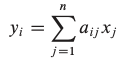 y_i = \sum_{j=1}^{n} a_{ij} x_j